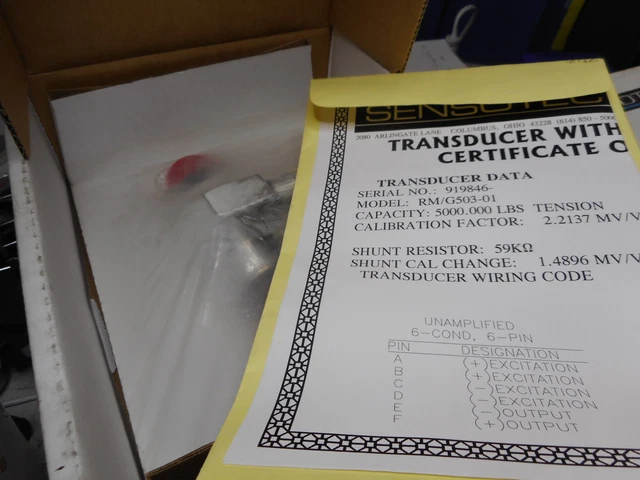 SENSOTEC
3080 ARLINGATE LANE COLUMBUS, OHIO 43228 (614) 850 - 5000
TRANSDUCER WITH
CERTIFICATE O
TRANSDUCER DATA
SERIAL NO.: 919846-
MODEL: RM/G503-01
CAPACITY: 5000.000 LBS TENSION
CALIBRATION FACTOR: 2.2137 MV/V
SHUNT RESISTOR: 59KΩ
SHUNT CAL CHANGE: 1.4896 MV/V
TRANSDUCER WIRING CODE
UNAMPLIFIED
6-COND, 6-PIN
PIN DESIGNATION
A (+)EXCITATION
B (+)EXCITATION
C (-)EXCITATION
D (-)EXCITATION
E (-)OUTPUT
F (+)OUTPUT